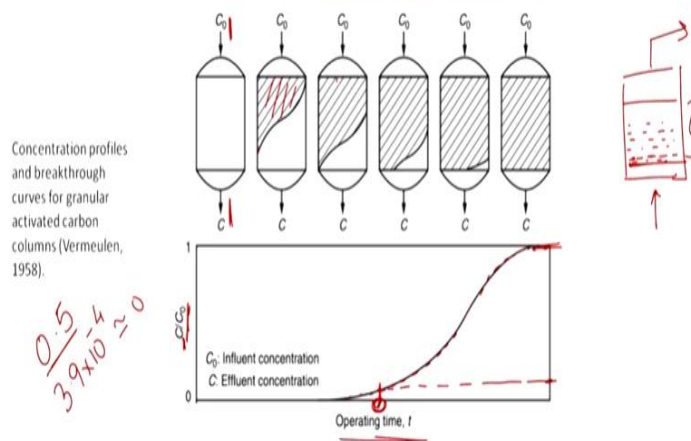 C₀ C₀ C₀ C₀ C₀ C₀
Concentration profiles
and breakthrough
curves for granular
activated carbon
columns (Vermeulen,
1958).
C C C C C C
1
C/C₀
C₀: Influent concentration
C: Effluent concentration
0
Operating time, t
0.5
3.9×10⁻⁴ ≃ 0